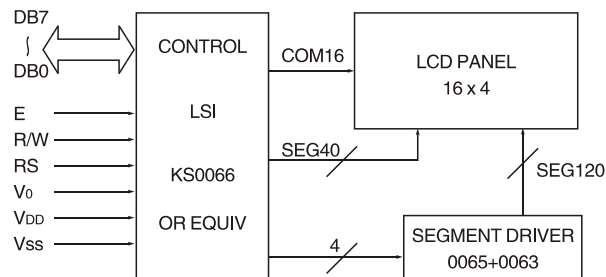 DB7
DB0
E
R/W
RS
V0
VDD
Vss
CONTROL
LSI
KS0066
OR EQUIV
COM16
SEG40
4
LCD PANEL
16 x 4
SEG120
SEGMENT DRIVER
0065+0063